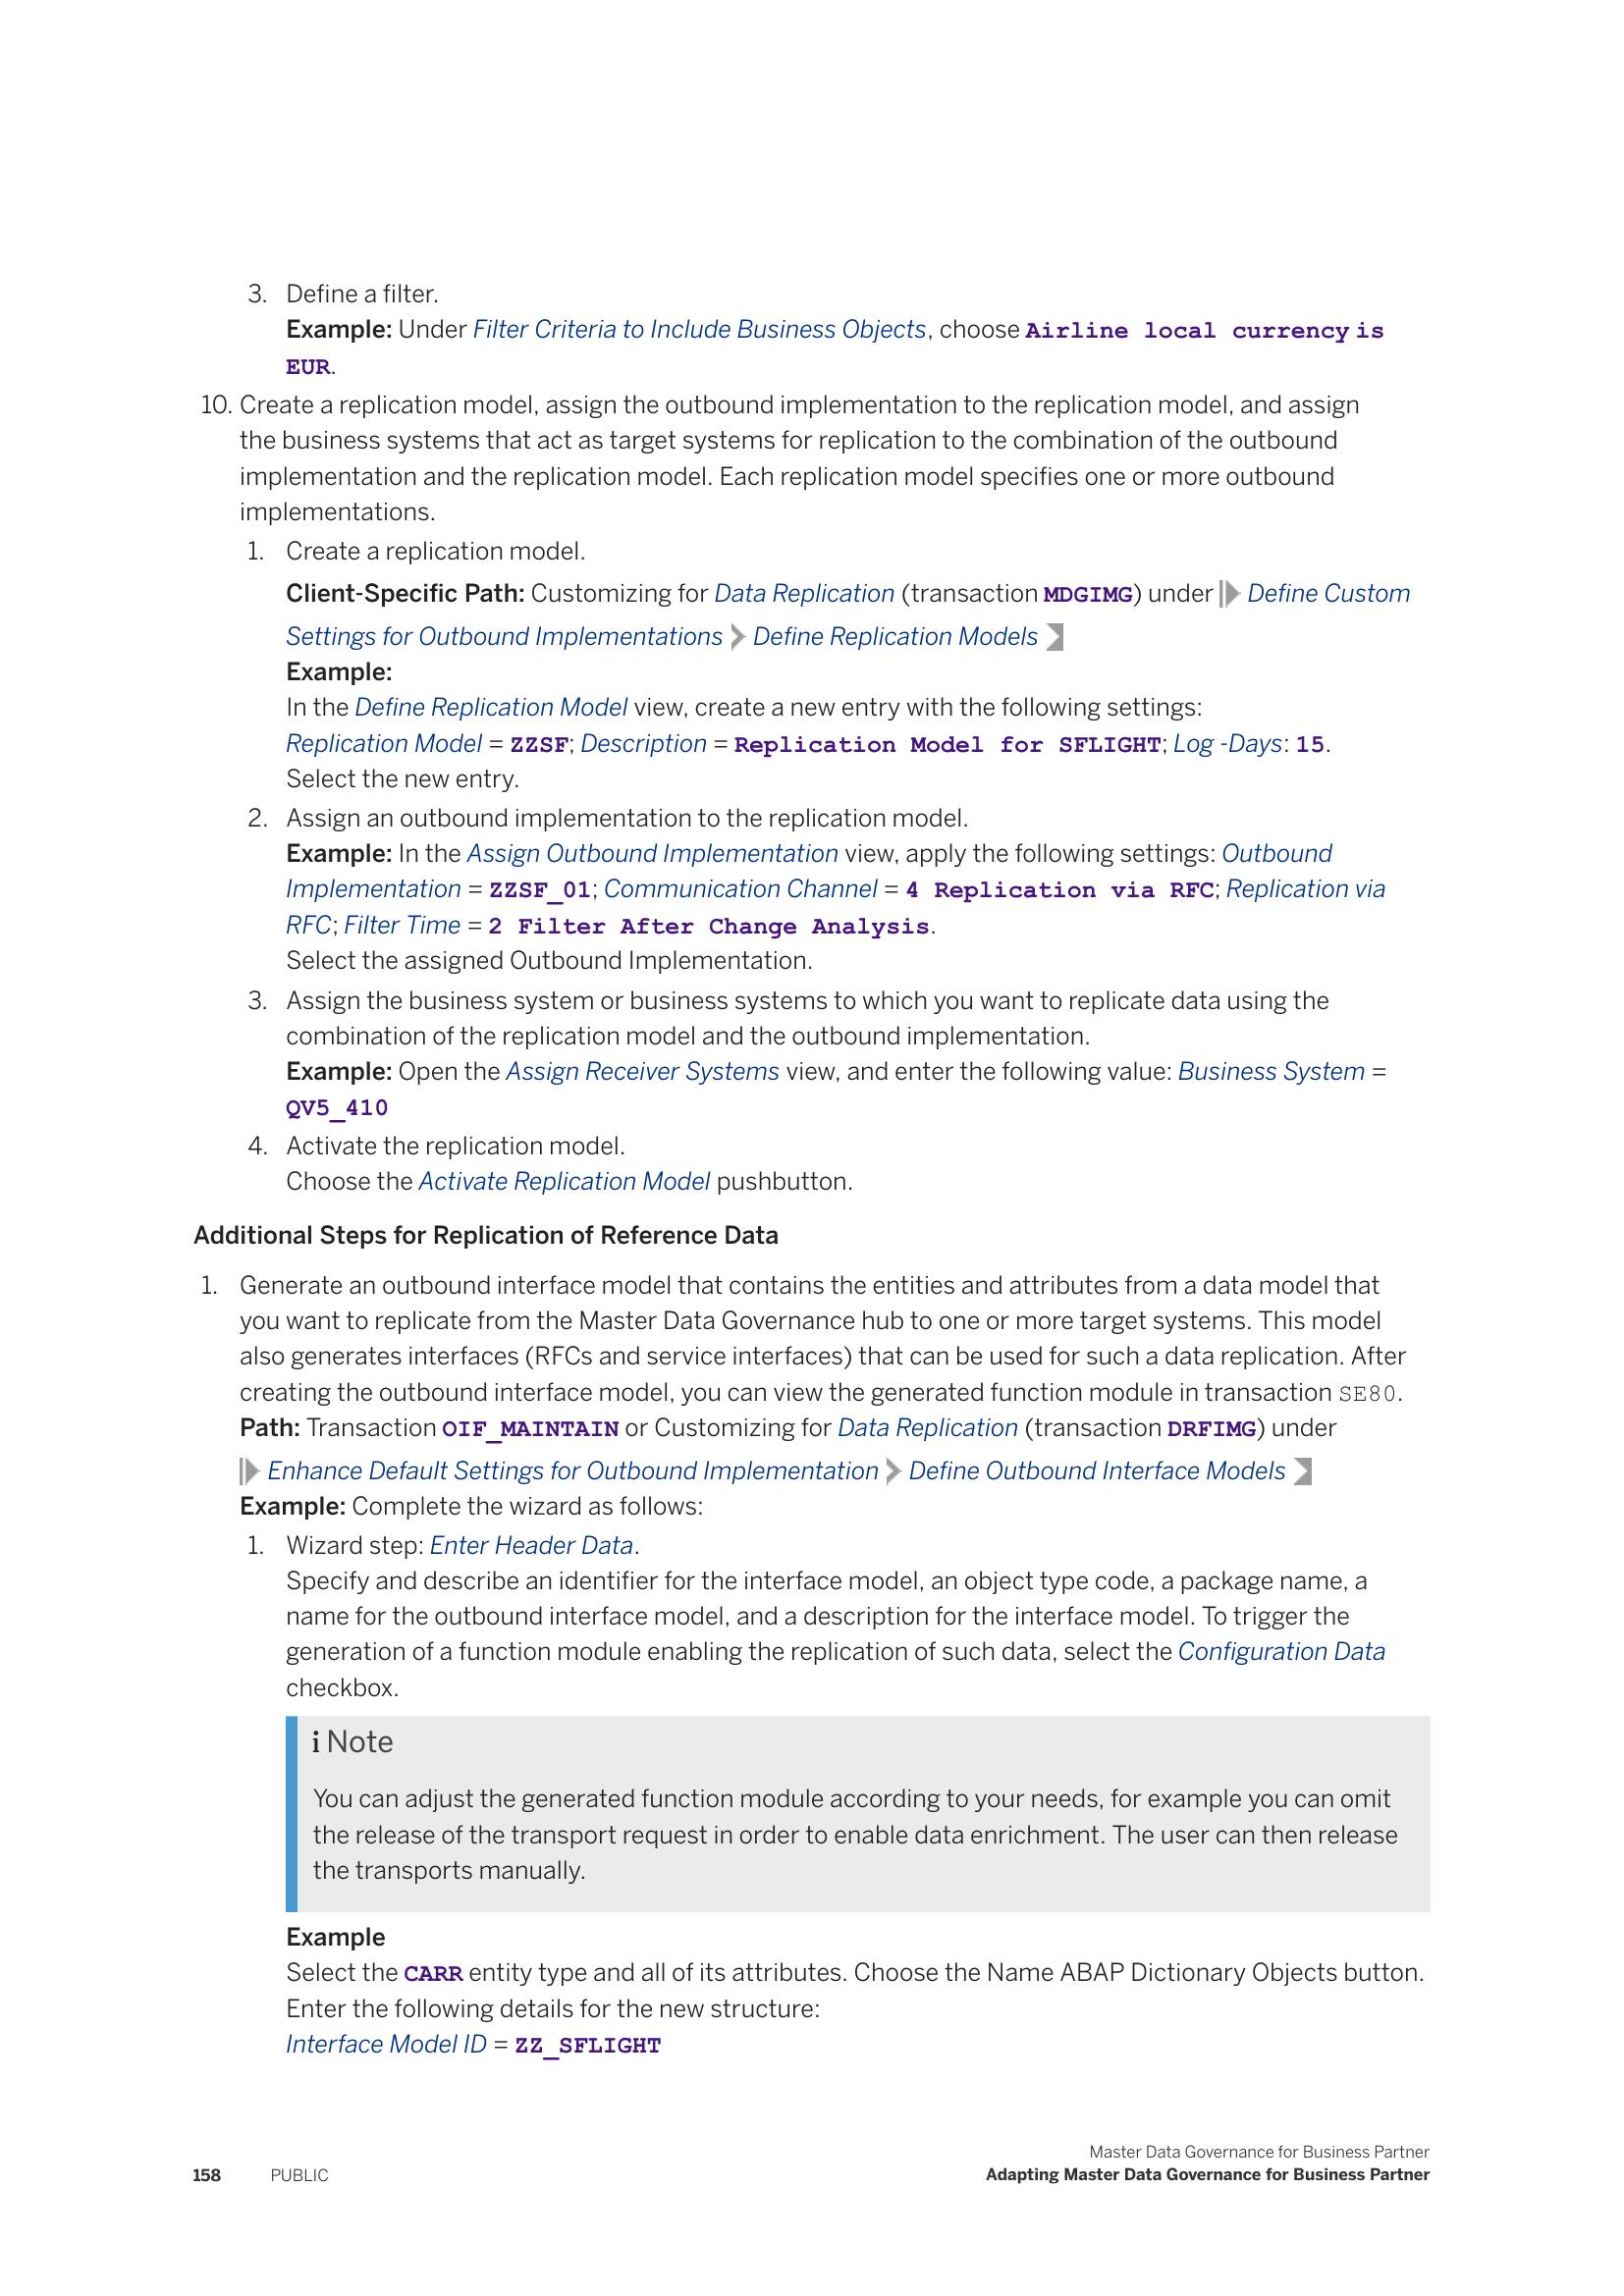 3. Define a filter.
Example: Under Filter Criteria to Include Business Objects, choose Airline local currency is
EUR.
10. Create a replication model, assign the outbound implementation to the replication model, and assign
the business systems that act as target systems for replication to the combination of the outbound
implementation and the replication model. Each replication model specifies one or more outbound
implementations.
1. Create a replication model.
Client-Specific Path: Customizing for Data Replication (transaction MDGIMG) under Define Custom
Settings for Outbound Implementations Define Replication Models
Example:
In the Define Replication Model view, create a new entry with the following settings:
Replication Model = ZZSF; Description = Replication Model for SFLIGHT; Log -Days: 15.
Select the new entry.
2. Assign an outbound implementation to the replication model.
Example: In the Assign Outbound Implementation view, apply the following settings: Outbound
Implementation = ZZSF_01; Communication Channel = 4 Replication via RFC; Replication via
RFC; Filter Time = 2 Filter After Change Analysis.
Select the assigned Outbound Implementation.
3. Assign the business system or business systems to which you want to replicate data using the
combination of the replication model and the outbound implementation.
Example: Open the Assign Receiver Systems view, and enter the following value: Business System =
QV5_410
4. Activate the replication model.
Choose the Activate Replication Model pushbutton.
Additional Steps for Replication of Reference Data
1. Generate an outbound interface model that contains the entities and attributes from a data model that
you want to replicate from the Master Data Governance hub to one or more target systems. This model
also generates interfaces (RFCs and service interfaces) that can be used for such a data replication. After
creating the outbound interface model, you can view the generated function module in transaction SE80.
Path: Transaction OIF_MAINTAIN or Customizing for Data Replication (transaction DRFIMG) under
Enhance Default Settings for Outbound Implementation Define Outbound Interface Models
Example: Complete the wizard as follows:
1. Wizard step: Enter Header Data.
Specify and describe an identifier for the interface model, an object type code, a package name, a
name for the outbound interface model, and a description for the interface model. To trigger the
generation of a function module enabling the replication of such data, select the Configuration Data
checkbox.
i Note
You can adjust the generated function module according to your needs, for example you can omit
the release of the transport request in order to enable data enrichment. The user can then release
the transports manually.
Example
Select the CARR entity type and all of its attributes. Choose the Name ABAP Dictionary Objects button.
Enter the following details for the new structure:
Interface Model ID = ZZ_SFLIGHT
Master Data Governance for Business Partner
158 PUBLIC Adapting Master Data Governance for Business Partner